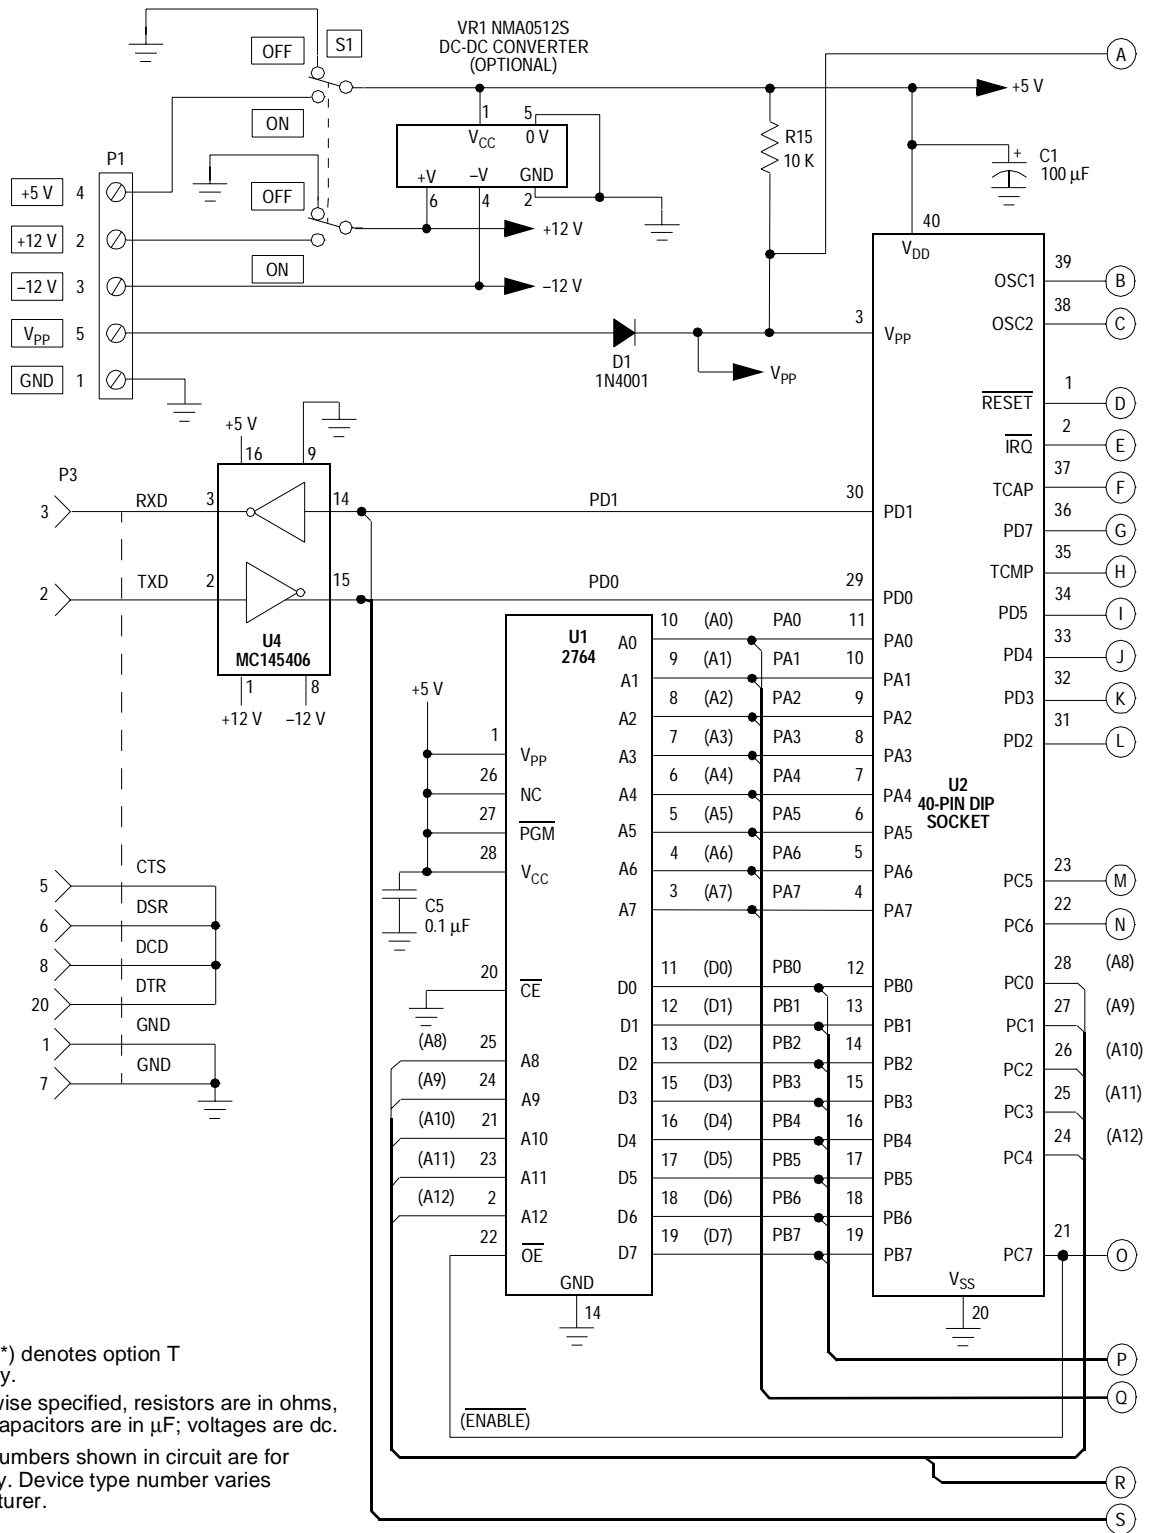 VR1 NMA0512S
DC-DC CONVERTER
(OPTIONAL)
OFF
S1
A
+5 V
1
5
VCC
0 V
+V
–V
GND
6
4
2
ON
R15
10 K
+
C1
100 µF
P1
+5 V 4
+12 V 2
–12 V 3
VPP 5
GND 1
OFF
ON
+12 V
–12 V
D1
1N4001
VPP
40
VDD
3
VPP
39
OSC1
B
38
OSC2
C
1
RESET
D
2
IRQ
E
37
TCAP
F
36
PD7
G
35
TCMP
H
34
PD5
I
33
PD4
J
32
PD3
K
31
PD2
L
+5 V
16
9
P3
3
RXD
3
14
PD1
30
PD1
2
TXD
2
15
PD0
29
PD0
U4
MC145406
1
8
+12 V
–12 V
U1
2764
A0 10 (A0) PA0 11 PA0
A1 9 (A1) PA1 10 PA1
A2 8 (A2) PA2 9 PA2
A3 7 (A3) PA3 8 PA3
A4 6 (A4) PA4 7 PA4
A5 5 (A5) PA5 6 PA5
A6 4 (A6) PA6 5 PA6
A7 3 (A7) PA7 4 PA7
U2
40-PIN DIP
SOCKET
+5 V
1
VPP
26
NC
27
PGM
28
VCC
C5
0.1 µF
5
CTS
6
DSR
8
DCD
20
DTR
1
GND
7
GND
23
PC5
M
22
PC6
N
28
PC0
(A8)
27
PC1
(A9)
26
PC2
(A10)
25
PC3
(A11)
24
PC4
(A12)
21
PC7
O
20
CE
(A8) 25 A8
(A9) 24 A9
(A10) 21 A10
(A11) 23 A11
(A12) 2 A12
22
OE
D0 11 (D0) PB0 12 PB0
D1 12 (D1) PB1 13 PB1
D2 13 (D2) PB2 14 PB2
D3 15 (D3) PB3 15 PB3
D4 16 (D4) PB4 16 PB4
D5 17 (D5) PB5 17 PB5
D6 18 (D6) PB6 18 PB6
D7 19 (D7) PB7 19 PB7
GND
14
VSS
20
P
Q
(ENABLE)
R
S
*) denotes option T
y.
wise specified, resistors are in ohms,
apacitors are in µF; voltages are dc.
umbers shown in circuit are for
y. Device type number varies
turer.